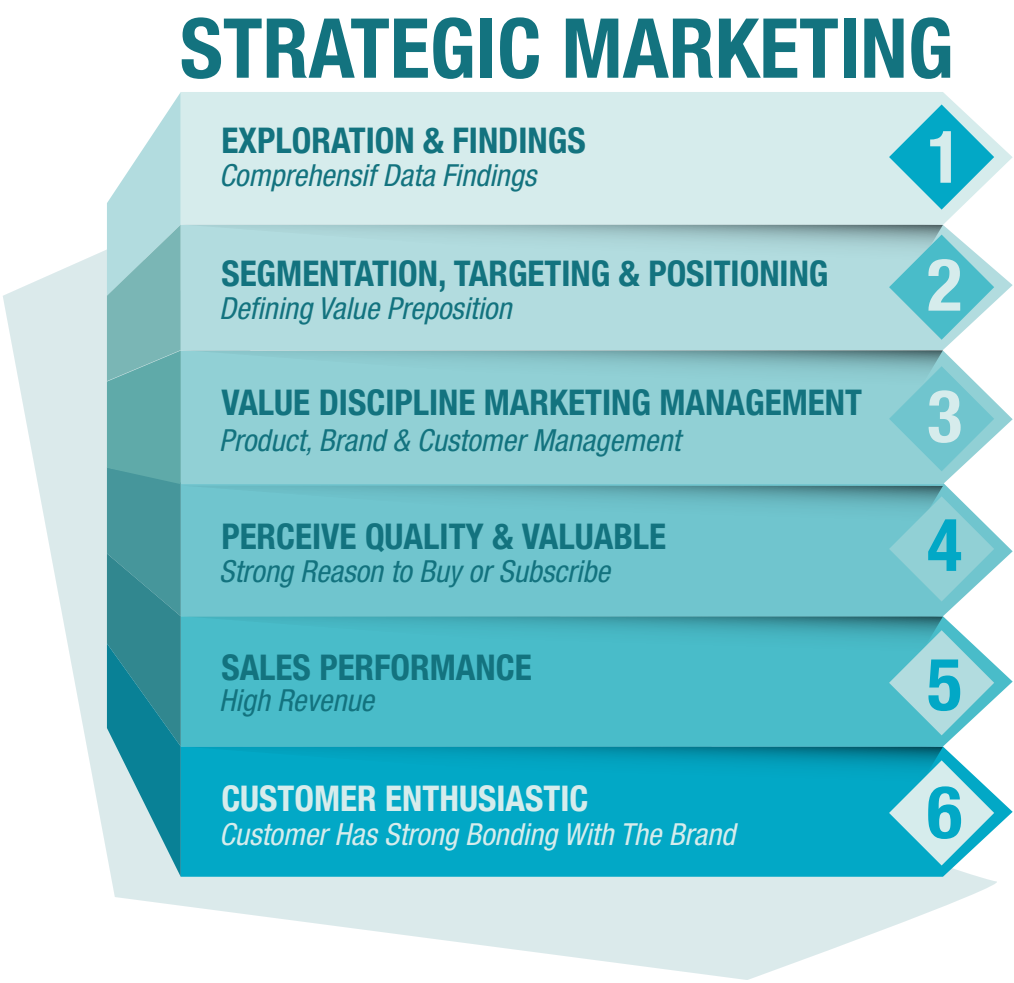 STRATEGIC MARKETING
EXPLORATION & FINDINGS
Comprehensif Data Findings
1
SEGMENTATION, TARGETING & POSITIONING
Defining Value Preposition
2
VALUE DISCIPLINE MARKETING MANAGEMENT
Product, Brand & Customer Management
3
PERCEIVE QUALITY & VALUABLE
Strong Reason to Buy or Subscribe
4
SALES PERFORMANCE
High Revenue
5
CUSTOMER ENTHUSIASTIC
Customer Has Strong Bonding With The Brand
6